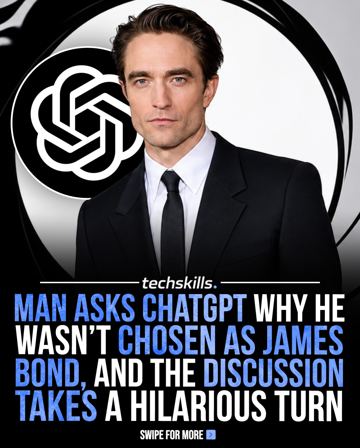 techskills.
MAN ASKS CHATGPT WHY HE
WASN'T CHOSEN AS JAMES
BOND, AND THE DISCUSSION
TAKES A HILARIOUS TURN
SWIPE FOR MORE